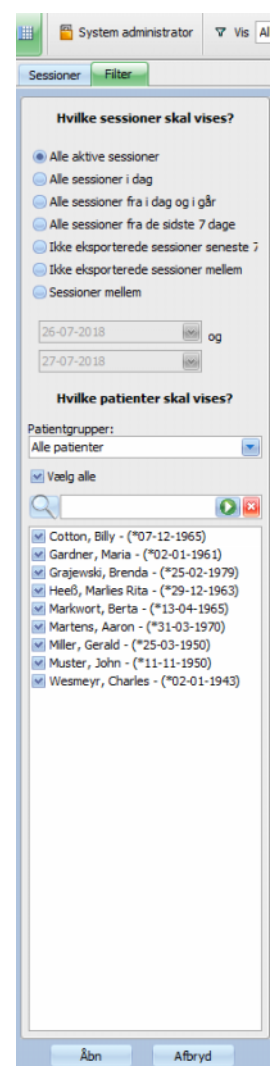 System administrator Vis Al
Sessioner Filter
Hvilke sessioner skal vises?
Alle aktive sessioner
Alle sessioner i dag
Alle sessioner fra i dag og i går
Alle sessioner fra de sidste 7 dage
Ikke eksporterede sessioner seneste 7
Ikke eksporterede sessioner mellem
Sessioner mellem
26-07-2018 og
27-07-2018
Hvilke patienter skal vises?
Patientgrupper:
Alle patienter
Vælg alle
Cotton, Billy - (*07-12-1965)
Gardner, Maria - (*02-01-1961)
Grajewski, Brenda - (*25-02-1979)
Heeß, Marlies Rita - (*29-12-1963)
Markwort, Berta - (*13-04-1965)
Martens, Aaron - (*31-03-1970)
Miller, Gerald - (*25-03-1950)
Muster, John - (*11-11-1950)
Wesmeyr, Charles - (*02-01-1943)
Åbn Afbryd